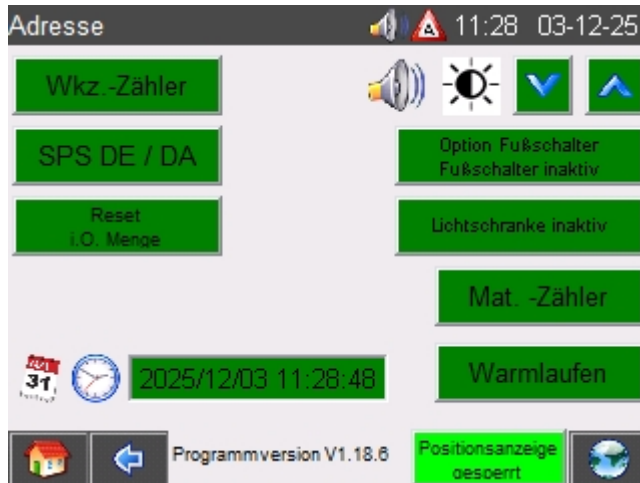 Adresse
A 11:28 03-12-25
Wkz.-Zähler
SPS DE / DA
Option Fußschalter
Fußschalter inaktiv
Reset
i.O. Menge
Lichtschranke inaktiv
Mat. -Zähler
31
2025/12/03 11:28:48
Warmlaufen
Programmversion V1.18.6
Positionsanzeige
gesperrt